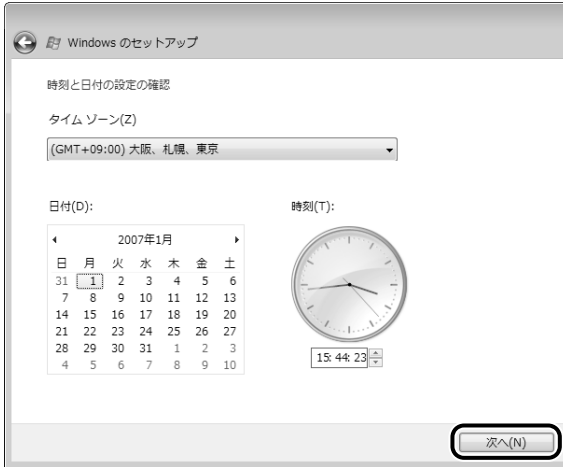 Windows のセットアップ
時刻と日付の設定の確認
タイム ゾーン(Z)
(GMT+09:00) 大阪、札幌、東京
日付(D):
2007年1月
日 月 火 水 木 金 土
31 1 2 3 4 5 6
7 8 9 10 11 12 13
14 15 16 17 18 19 20
21 22 23 24 25 26 27
28 29 30 31 1 2 3
4 5 6 7 8 9 10
時刻(T):
15: 44: 23
次へ(N)